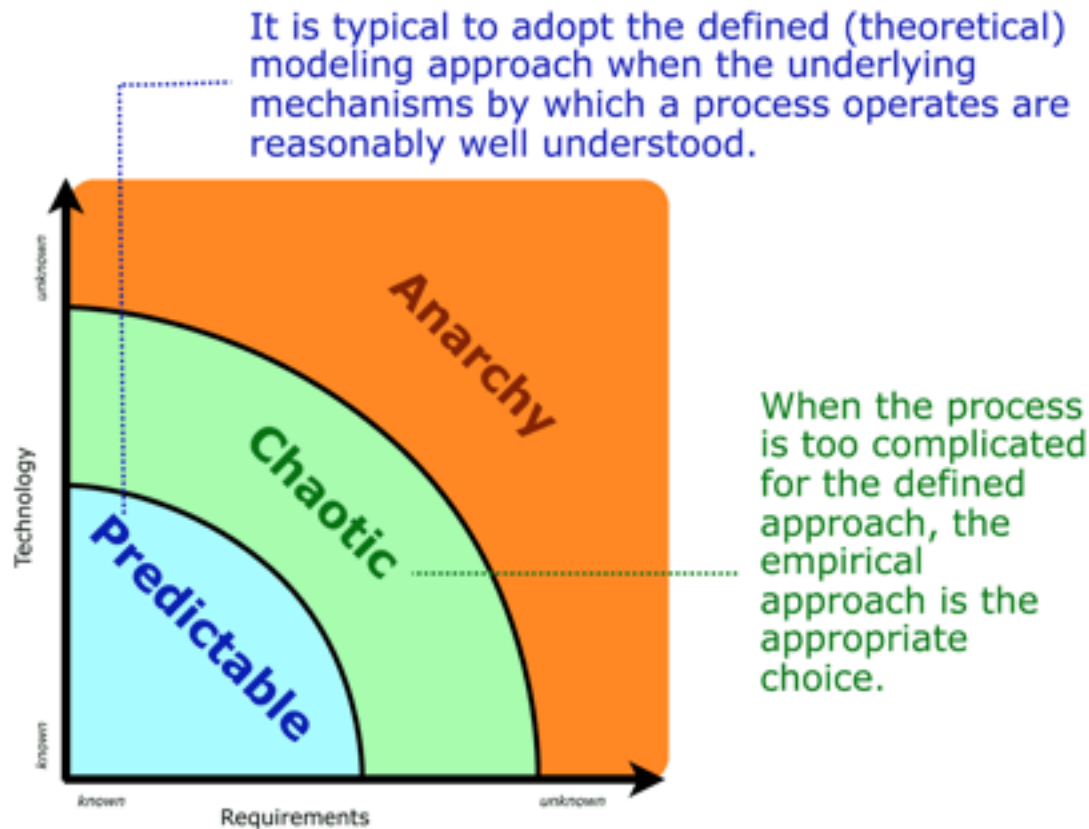 It is typical to adopt the defined (theoretical)
modeling approach when the underlying
mechanisms by which a process operates are
reasonably well understood.
unknown
Anarchy
Chaotic
Predictable
Technology
known
known
unknown
Requirements
When the process
is too complicated
for the defined
approach, the
empirical
approach is the
appropriate
choice.